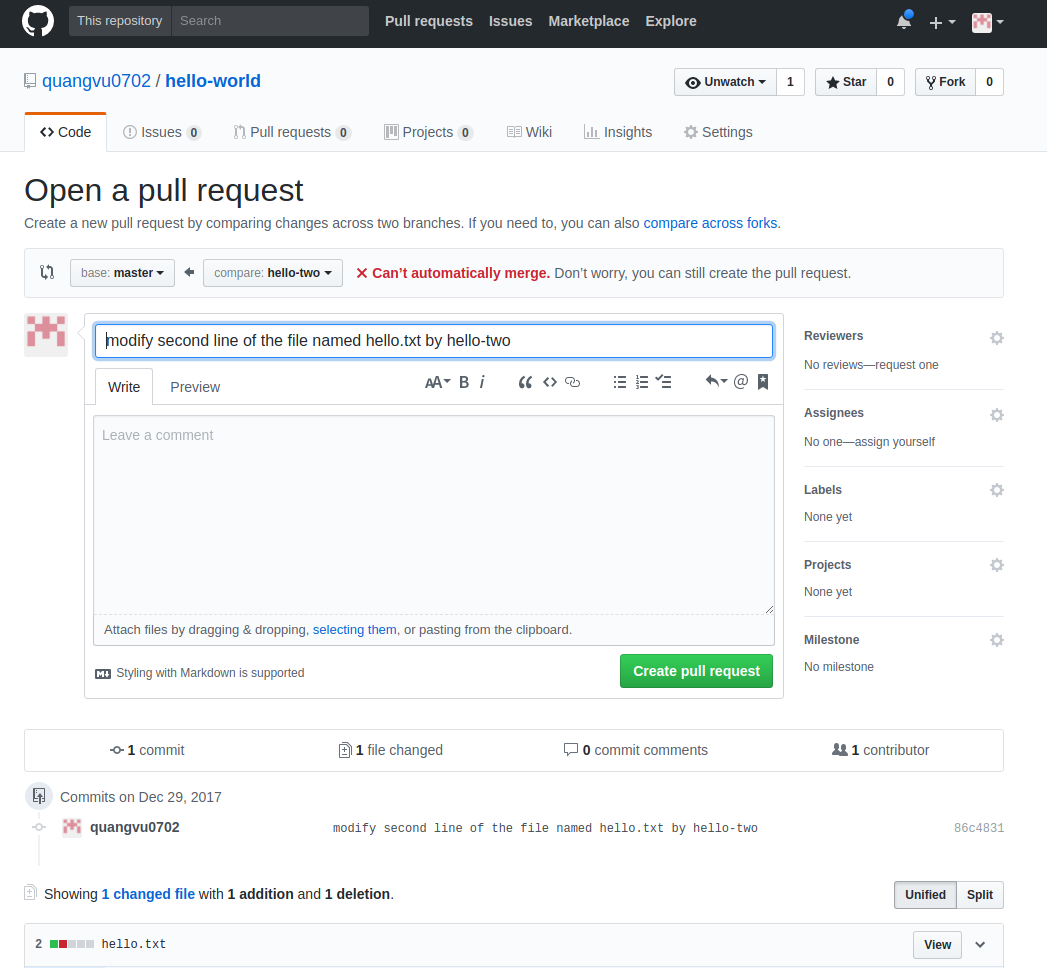 This repository Search Pull requests Issues Marketplace Explore
quangvu0702 / hello-world Unwatch 1 Star 0 Fork 0
Code Issues 0 Pull requests 0 Projects 0 Wiki Insights Settings
Open a pull request
Create a new pull request by comparing changes across two branches. If you need to, you can also compare across forks.
base: master compare: hello-two Can’t automatically merge. Don’t worry, you can still create the pull request.
modify second line of the file named hello.txt by hello-two
Write Preview AA B i @
Leave a comment
Attach files by dragging & dropping, selecting them, or pasting from the clipboard.
Styling with Markdown is supported Create pull request
Reviewers
No reviews—request one
Assignees
No one—assign yourself
Labels
None yet
Projects
None yet
Milestone
No milestone
1 commit 1 file changed 0 commit comments 1 contributor
Commits on Dec 29, 2017
quangvu0702 modify second line of the file named hello.txt by hello-two 86c4831
Showing 1 changed file with 1 addition and 1 deletion. Unified Split
2 hello.txt View